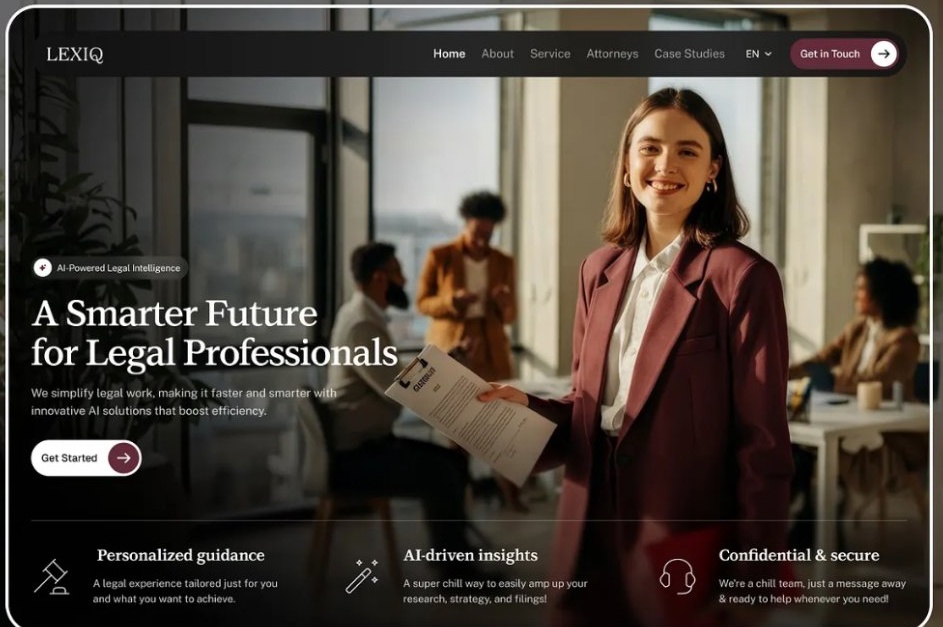 LEXIQ
Home About Service Attorneys Case Studies EN Get in Touch
AI-Powered Legal Intelligence
A Smarter Future
for Legal Professionals
We simplify legal work, making it faster and smarter with
innovative AI solutions that boost efficiency.
Get Started
Personalized guidance
A legal experience tailored just for you
and what you want to achieve.
AI-driven insights
A super chill way to easily amp up your
research, strategy, and filings!
Confidential & secure
We're a chill team, just a message away
& ready to help whenever you need!